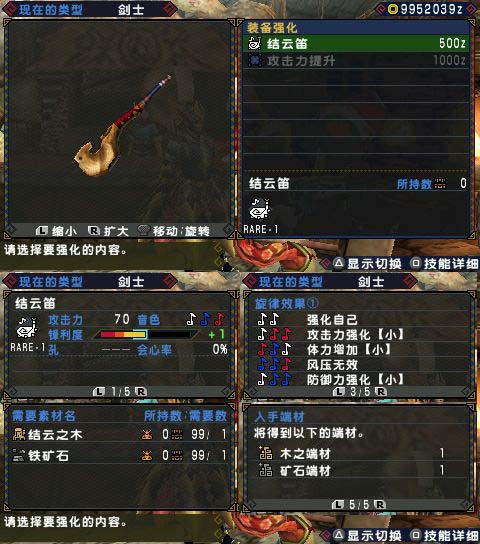 现在的类型 剑士
9952039z
装备强化
结云笛 500z
攻击力提升 1000z
结云笛 所持数 0
RARE-1
L 缩小 R 扩大 移动/旋转
请选择要强化的内容。
△显示切换 □技能详细
现在的类型 剑士
结云笛
攻击力 70 音色
锋利度 +1
RARE-1 孔 --- 会心率 0%
L 1/5 R
现在的类型 剑士
旋律效果①
强化自己
攻击力强化【小】
体力增加【小】
风压无效
防御力强化【小】
L 3/5 R
需要素材名 所持数/需要数
结云之木 0 99/ 1
铁矿石 0 99/ 1
入手端材
将得到以下的端材。
木之端材 1
矿石端材 1
L 5/5 R
请选择要强化的内容。
△显示切换 □技能详细